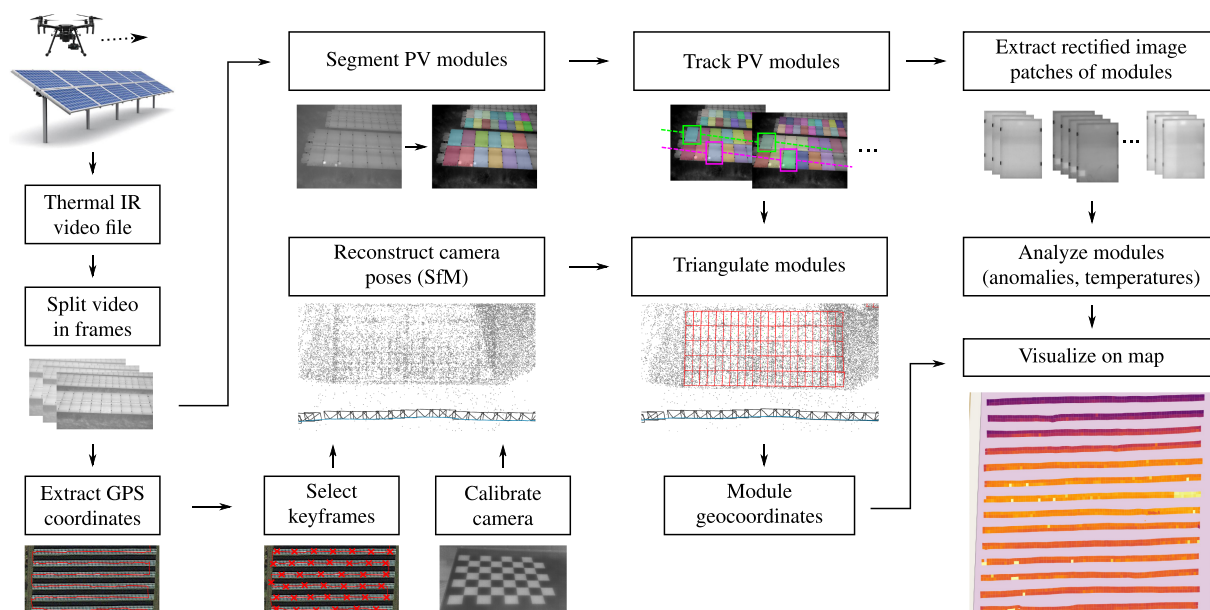 Segment PV modules
Track PV modules
Extract rectified image
patches of modules
Thermal IR
video file
Split video
in frames
Reconstruct camera
poses (SfM)
Triangulate modules
Analyze modules
(anomalies, temperatures)
Visualize on map
Extract GPS
coordinates
Select
keyframes
Calibrate
camera
Module
geocoordinates